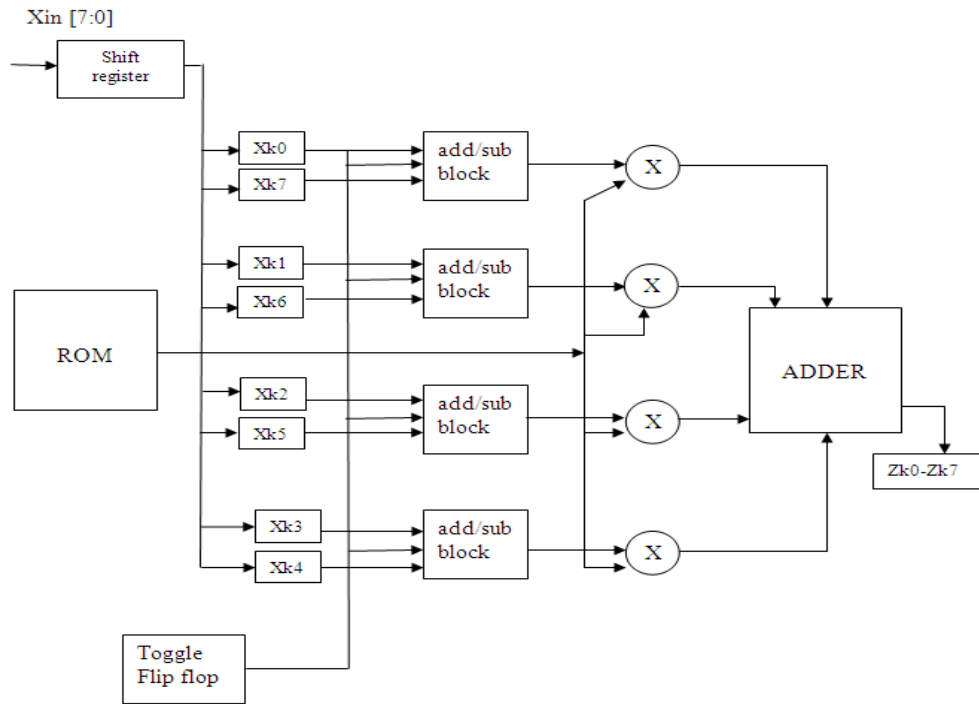 Xin [7:0]
Shift
register
Xk0
Xk7
add/sub
block
X
Xk1
Xk6
add/sub
block
X
ROM
ADDER
Xk2
Xk5
add/sub
block
X
Zk0-Zk7
Xk3
Xk4
add/sub
block
X
Toggle
Flip flop